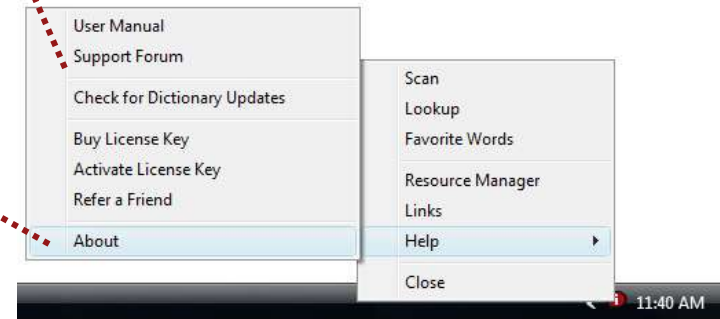 User Manual
Support Forum
Check for Dictionary Updates
Buy License Key
Activate License Key
Refer a Friend
About
Scan
Lookup
Favorite Words
Resource Manager
Links
Help
Close
11:40 AM